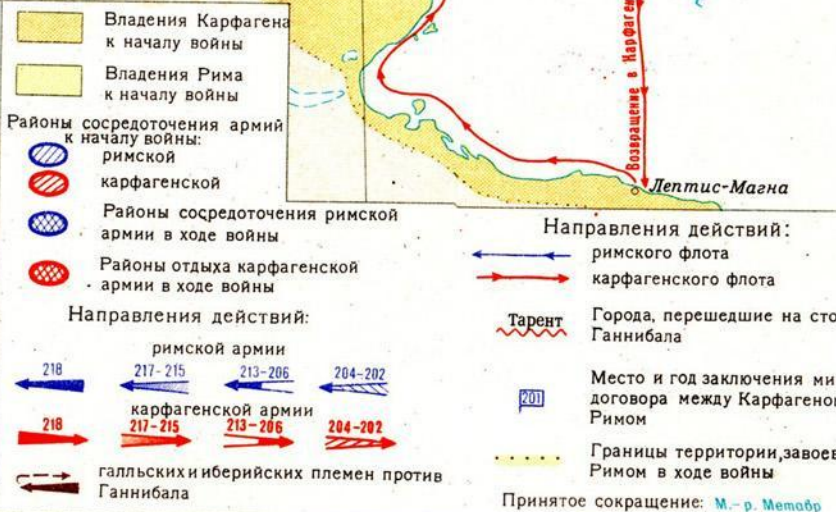 Владения Карфагена
к началу войны
Владения Рима
к началу войны
Районы сосредоточения армий
к началу войны:
римской
карфагенской
Районы сосредоточения римской
армии в ходе войны
Районы отдыха карфагенской
армии в ходе войны
Направления действий:
римской армии
218 217-215 213-206 204-202
карфагенской армии
218 217-215 213-206 204-202
галльских и иберийских племен против
Ганнибала
Возвращение в Карфаген
Лептис-Магна
Направления действий:
римского флота
карфагенского флота
Тарент
Города, перешедшие на сто
Ганнибала
201
Место и год заключения ми
договора между Карфагено
Римом
Границы территории,завоев
Римом в ходе войны
Принятое сокращение: М.-р. Метавр